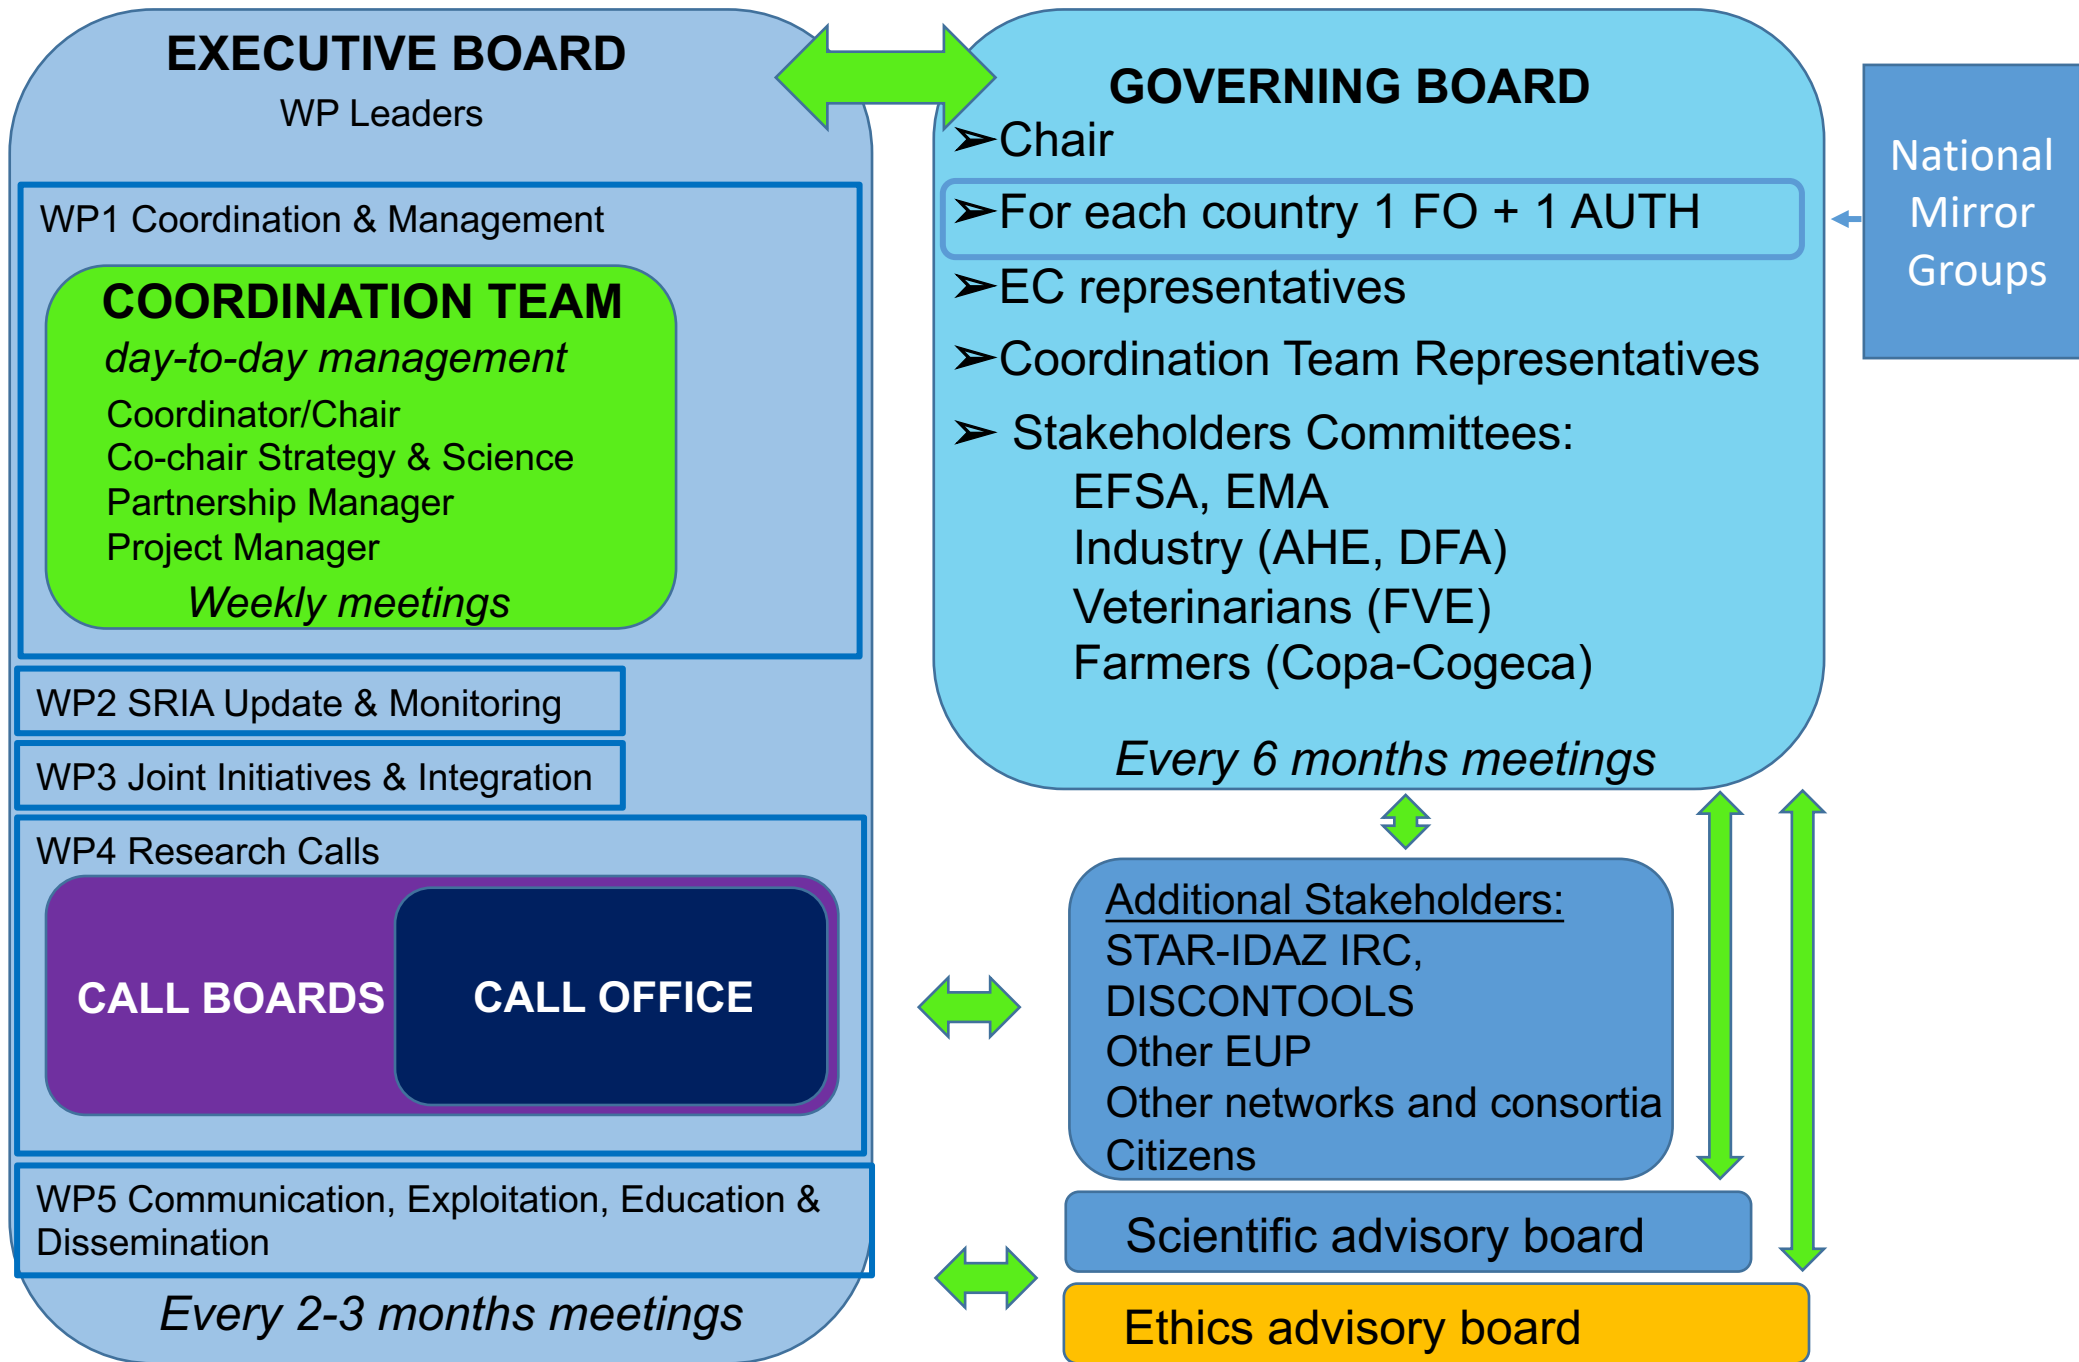 EXECUTIVE BOARD
WP Leaders
WP1 Coordination & Management
COORDINATION TEAM
day-to-day management
Coordinator/Chair
Co-chair Strategy & Science
Partnership Manager
Project Manager
Weekly meetings
WP2 SRIA Update & Monitoring
WP3 Joint Initiatives & Integration
WP4 Research Calls
CALL BOARDS
CALL OFFICE
WP5 Communication, Exploitation, Education &
Dissemination
Every 2-3 months meetings
GOVERNING BOARD
➢Chair
➢For each country 1 FO + 1 AUTH
➢EC representatives
➢Coordination Team Representatives
➢ Stakeholders Committees:
EFSA, EMA
Industry (AHE, DFA)
Veterinarians (FVE)
Farmers (Copa-Cogeca)
Every 6 months meetings
National
Mirror
Groups
Additional Stakeholders:
STAR-IDAZ IRC,
DISCONTOOLS
Other EUP
Other networks and consortia
Citizens
Scientific advisory board
Ethics advisory board